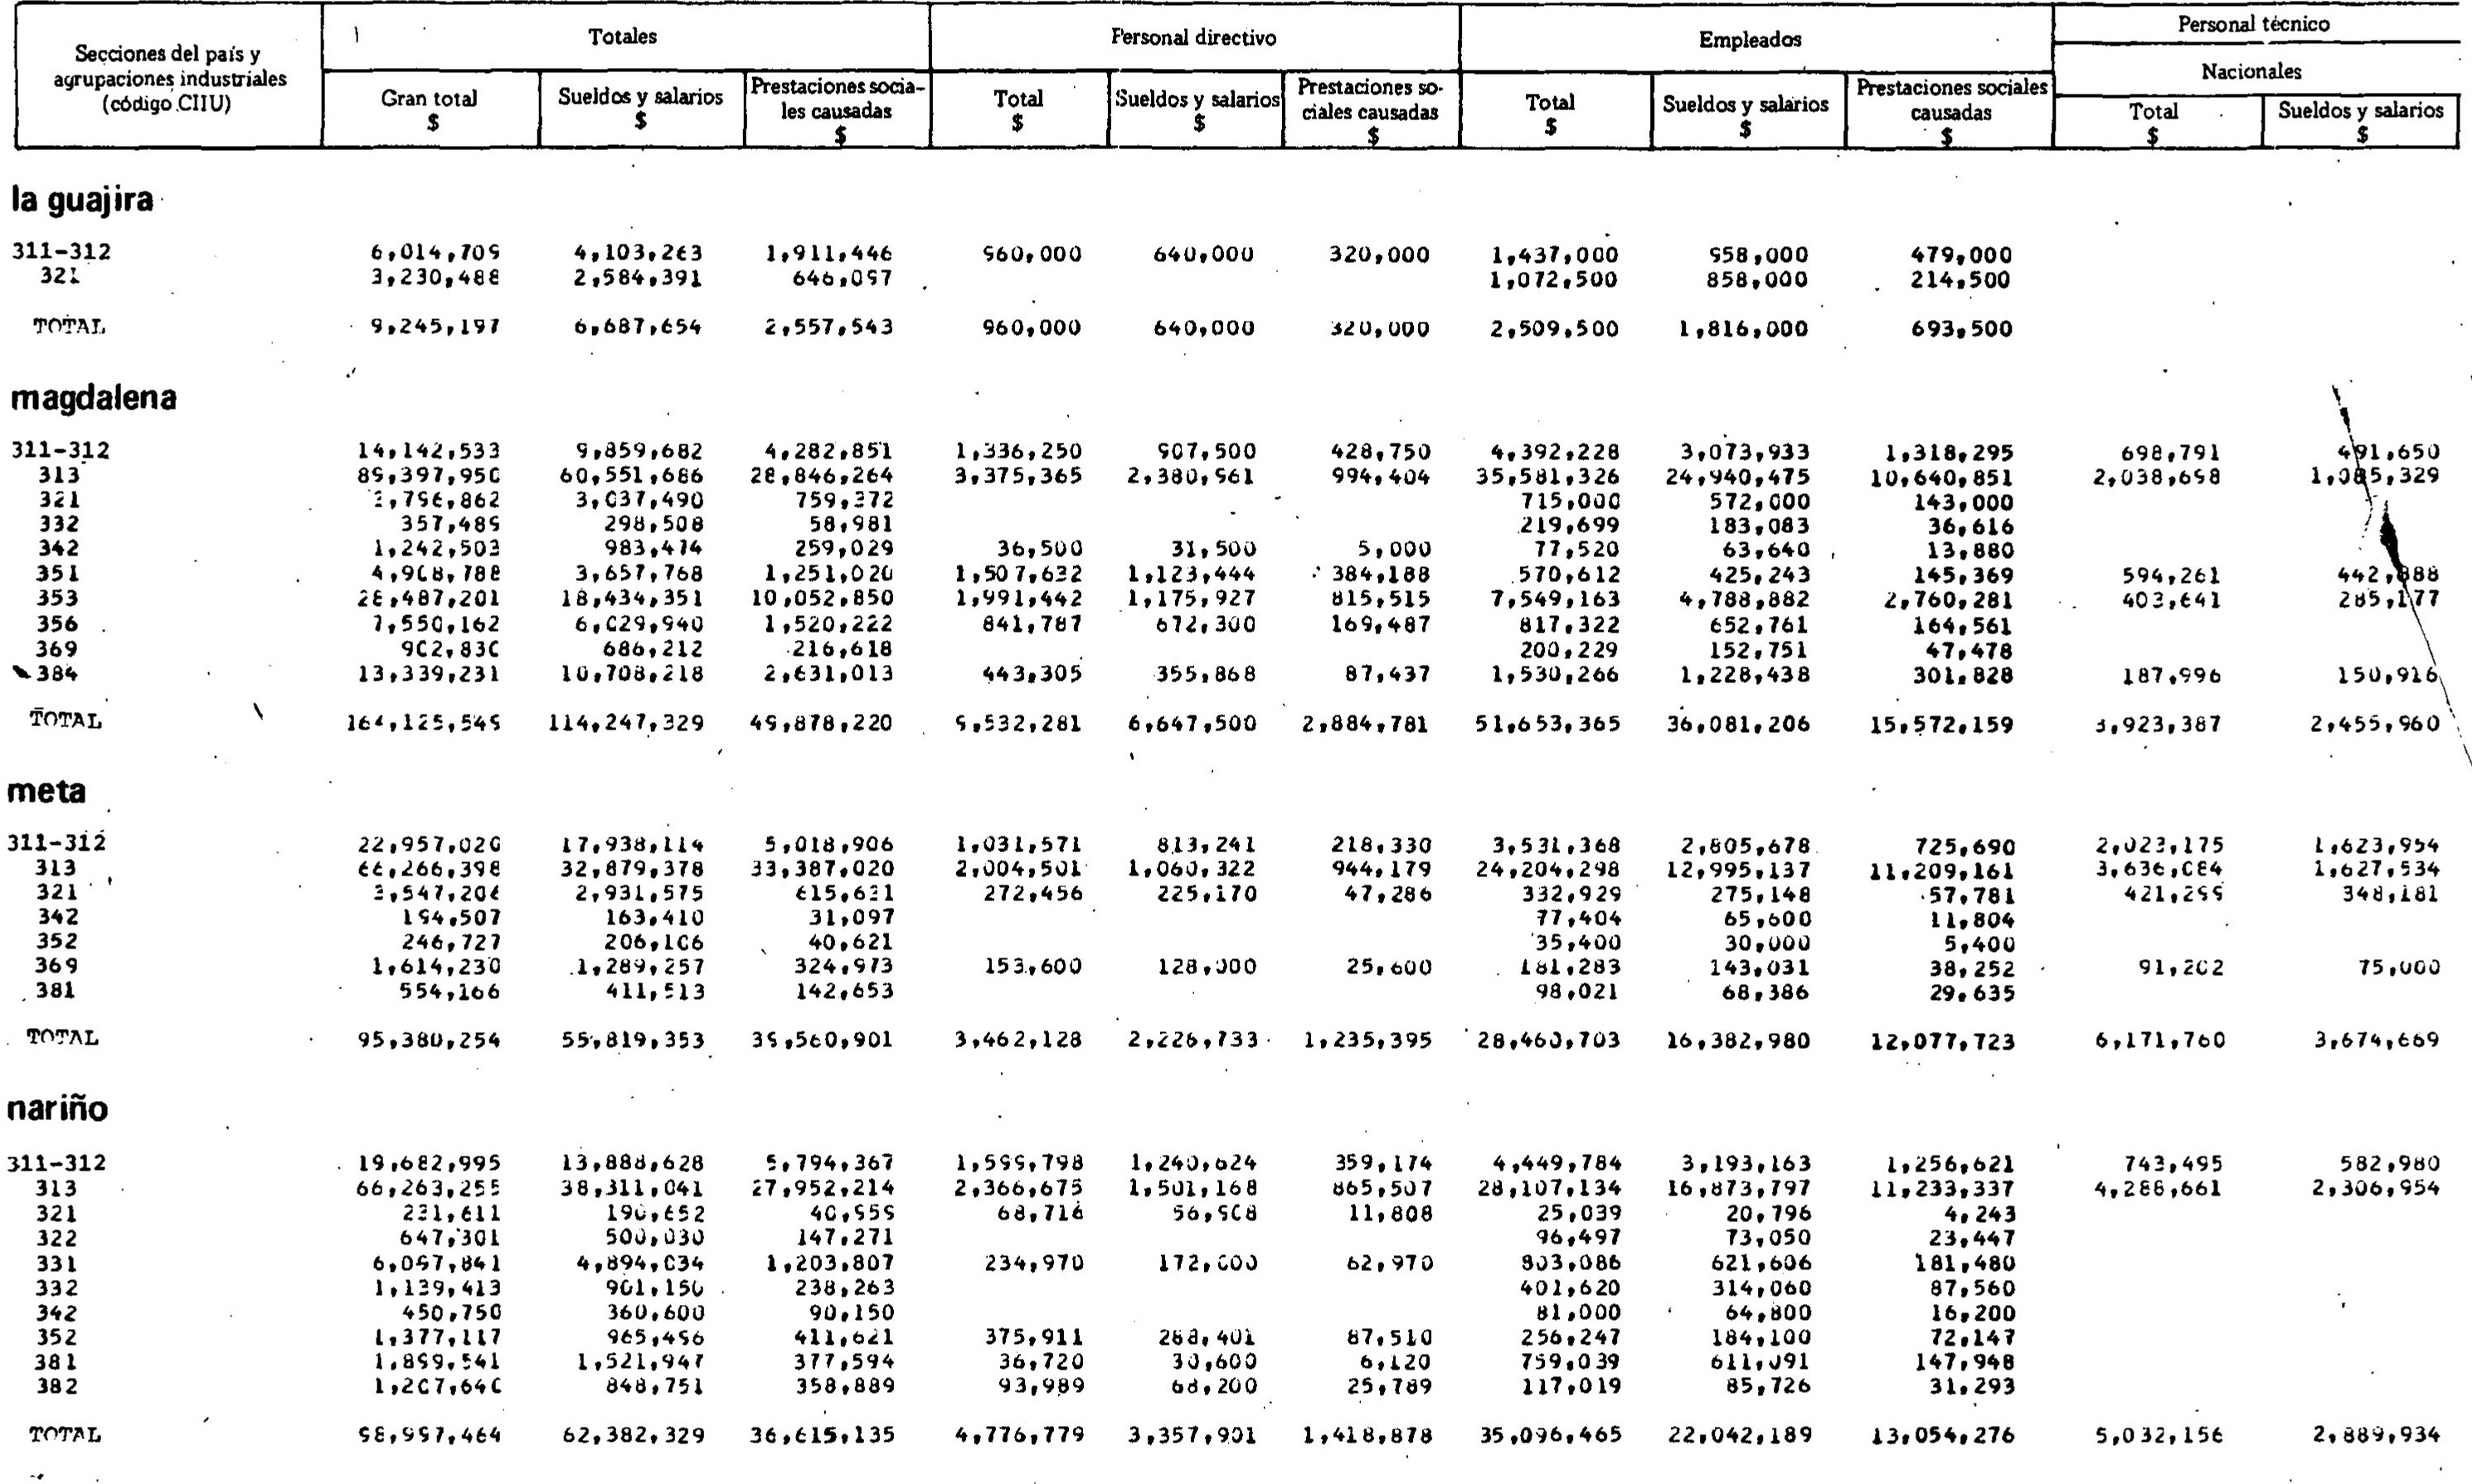 Secciones del país y agrupaciones industriales (código CIIU) Totales Personal directivo Empleados Personal técnico
Nacionales
Gran total $ Sueldos y salarios $ Prestaciones sociales causadas $ Total $ Sueldos y salarios $ Prestaciones sociales causadas $ Total $ Sueldos y salarios $ Prestaciones sociales causadas $ Total $ Sueldos y salarios $
la guajira
311-312 6,014,709 4,103,263 1,911,446 960,000 640,000 320,000 1,437,000 958,000 479,000
321 3,230,488 2,584,391 646,097 1,072,500 858,000 214,500
TOTAL 9,245,197 6,687,654 2,557,543 960,000 640,000 320,000 2,509,500 1,816,000 693,500
magdalena
311-312 14,142,533 9,859,682 4,282,851 1,336,250 907,500 428,750 4,392,228 3,073,933 1,318,295 698,791 491,650
313 89,397,950 60,551,686 28,846,264 3,375,365 2,380,961 994,404 35,581,326 24,940,475 10,640,851 2,038,698 1,085,329
321 3,796,862 3,037,490 759,372 715,000 572,000 143,000
332 357,489 298,508 58,981 219,699 183,083 36,616
342 1,242,503 983,474 259,029 36,500 31,500 5,000 77,520 63,640 13,880
351 4,908,788 3,657,768 1,251,020 1,507,632 1,123,444 384,188 570,612 425,243 145,369 594,261 442,888
353 28,487,201 18,434,351 10,052,850 1,991,442 1,175,927 815,515 7,549,163 4,788,882 2,760,281 403,641 285,177
356 7,550,162 6,029,940 1,520,222 841,787 672,300 169,487 817,322 652,761 164,561
369 902,830 686,212 216,618 200,229 152,751 47,478
384 13,339,231 10,708,218 2,631,013 443,305 355,868 87,437 1,530,266 1,228,438 301,828 187,996 150,916
TOTAL 164,125,549 114,247,329 49,878,220 9,532,281 6,647,500 2,884,781 51,653,365 36,081,206 15,572,159 3,923,387 2,455,960
meta
311-312 22,957,020 17,938,114 5,018,906 1,031,571 813,241 218,330 3,531,368 2,805,678 725,690 2,023,175 1,623,954
313 66,266,398 32,879,378 33,387,020 2,004,501 1,060,322 944,179 24,204,298 12,995,137 11,209,161 3,636,084 1,627,534
321 3,547,206 2,931,575 615,631 272,456 225,170 47,286 332,929 275,148 57,781 421,299 348,181
342 194,507 163,410 31,097 77,404 65,600 11,804
352 246,727 206,106 40,621 35,400 30,000 5,400
369 1,614,230 1,289,257 324,973 153,600 128,000 25,600 181,283 143,031 38,252 91,202 75,000
381 554,166 411,513 142,653 98,021 68,386 29,635
TOTAL 95,380,254 55,819,353 39,560,901 3,462,128 2,226,733 1,235,395 28,460,703 16,382,980 12,077,723 6,171,760 3,674,669
nariño
311-312 19,682,995 13,888,628 5,794,367 1,599,798 1,240,624 359,174 4,449,784 3,193,163 1,256,621 743,495 582,980
313 66,263,255 38,311,041 27,952,214 2,366,675 1,501,168 865,507 28,107,134 16,873,797 11,233,337 4,288,661 2,306,954
321 231,611 190,652 40,959 68,716 56,908 11,808 25,039 20,796 4,243
322 647,301 500,030 147,271 96,497 73,050 23,447
331 6,097,841 4,894,034 1,203,807 234,970 172,000 62,970 803,086 621,606 181,480
332 1,139,413 901,150 238,263 401,620 314,060 87,560
342 450,750 360,600 90,150 81,000 64,800 16,200
352 1,377,117 965,496 411,621 375,911 288,401 87,510 256,247 184,100 72,147
381 1,899,541 1,521,947 377,594 36,720 30,600 6,120 759,039 611,091 147,948
382 1,207,640 848,751 358,889 93,989 68,200 25,789 117,019 85,726 31,293
TOTAL 98,997,464 62,382,329 36,615,135 4,776,779 3,357,901 1,418,878 35,096,465 22,042,189 13,054,276 5,032,156 2,889,934